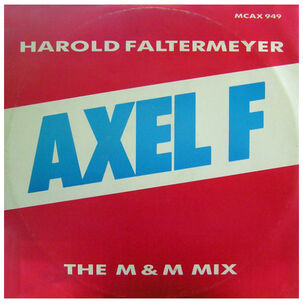 MCAX 949
HAROLD FALTERMEYER
AXEL F
THE M & M MIX